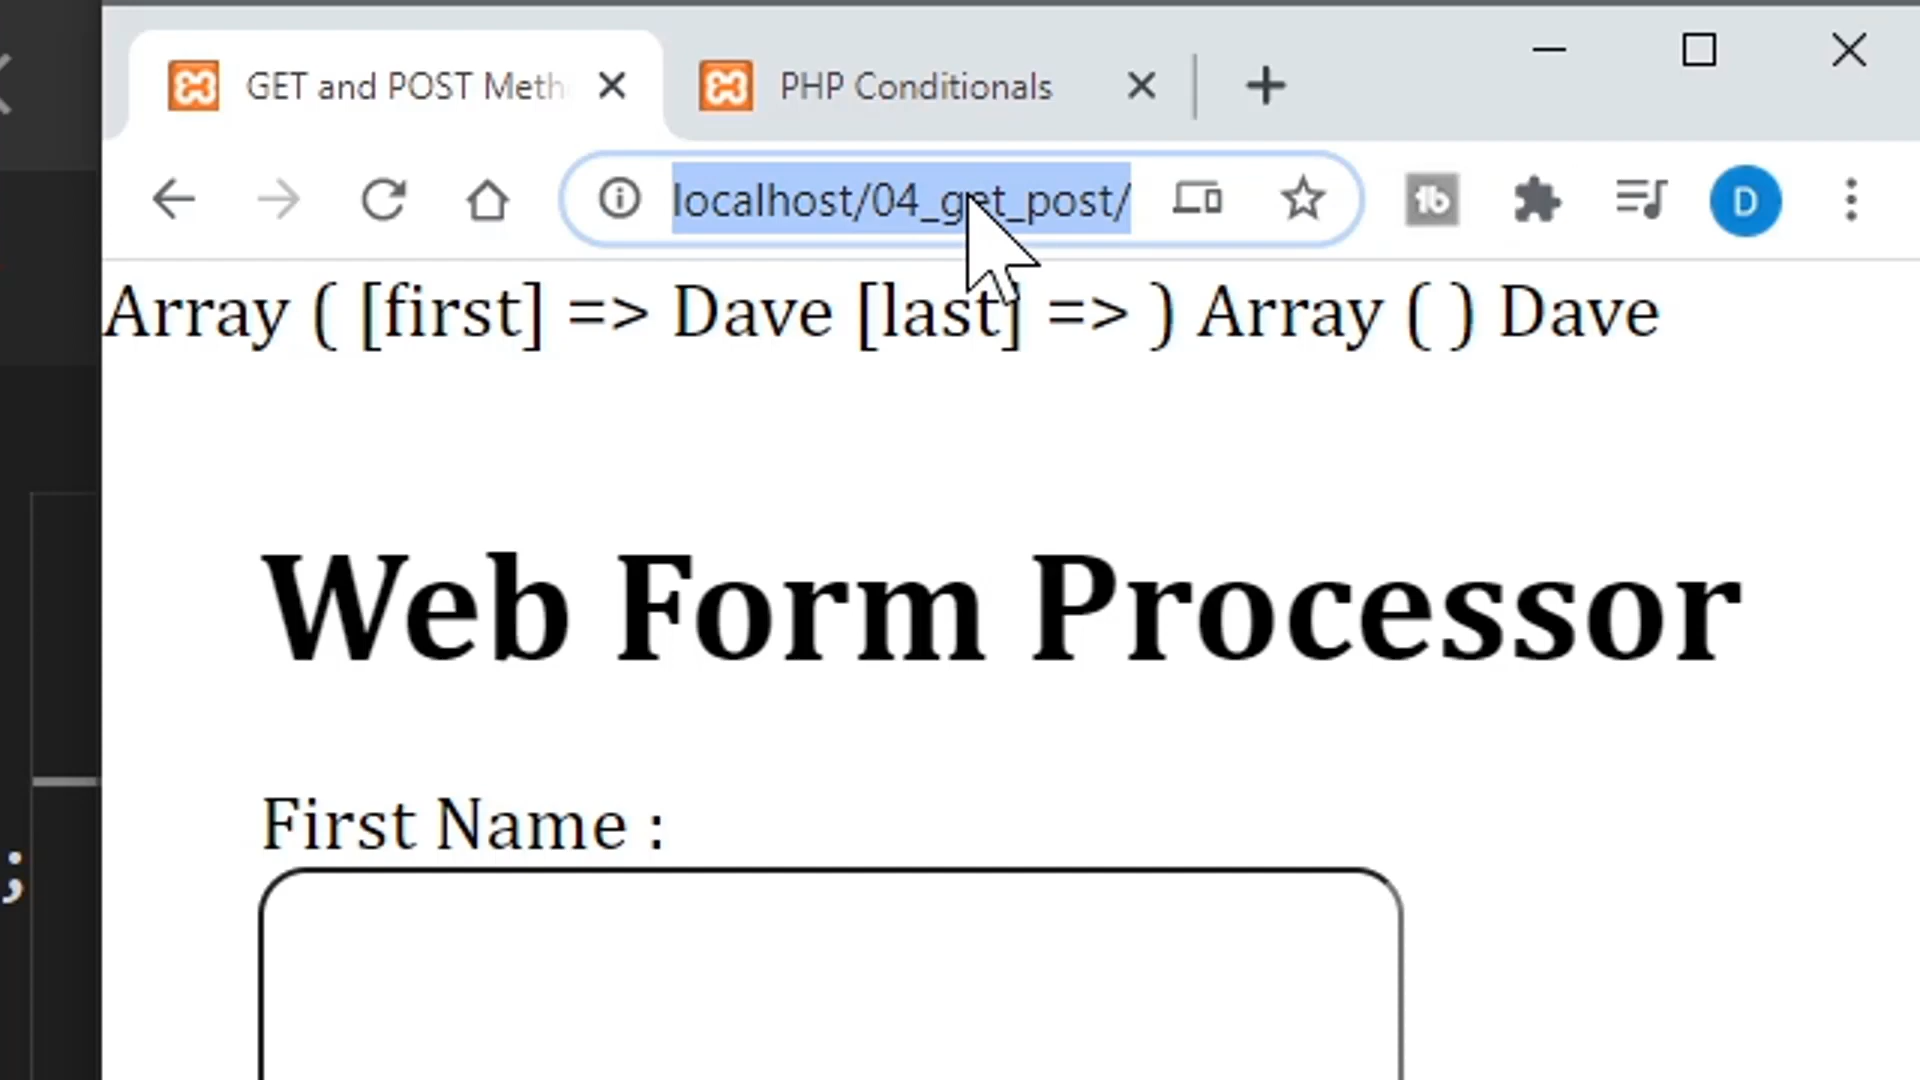 GET and POST Meth
PHP Conditionals
localhost/04_get_post/
D
Array ( [first] => Dave [last] => ) Array ( ) Dave
Web Form Processor
First Name :
;